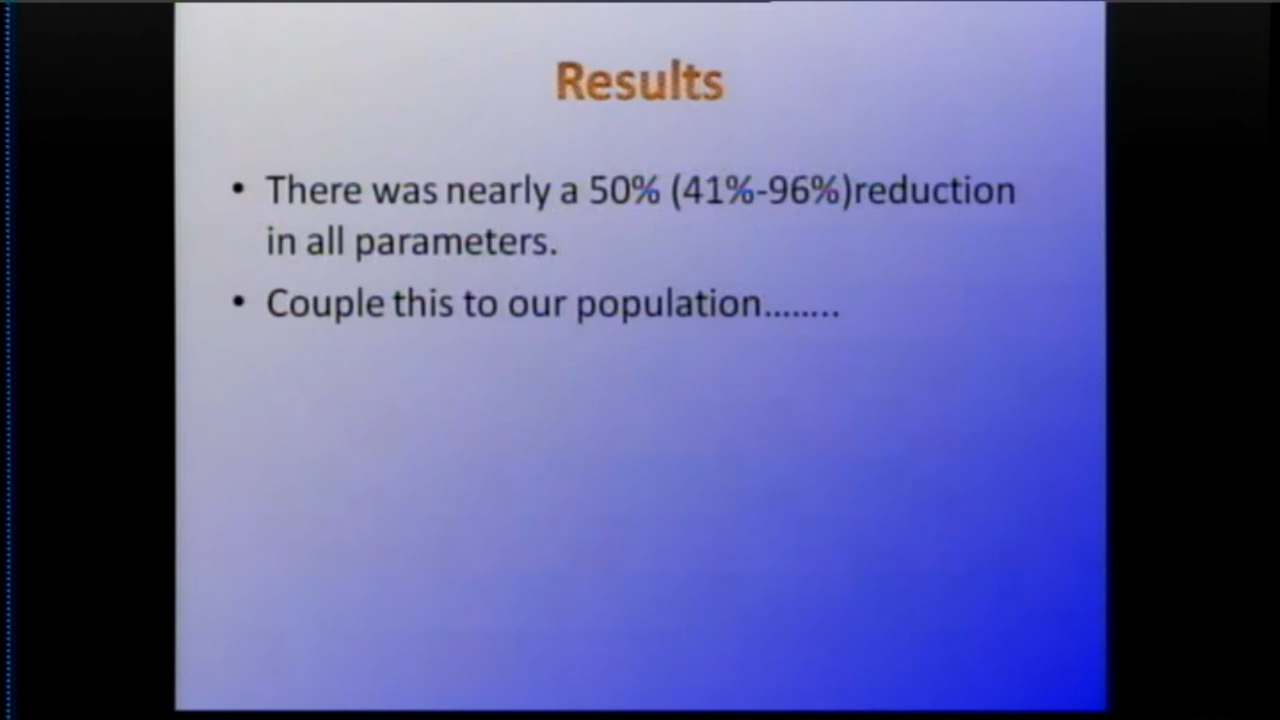 Results
• There was nearly a 50% (41%-96%)reduction
in all parameters.
• Couple this to our population........